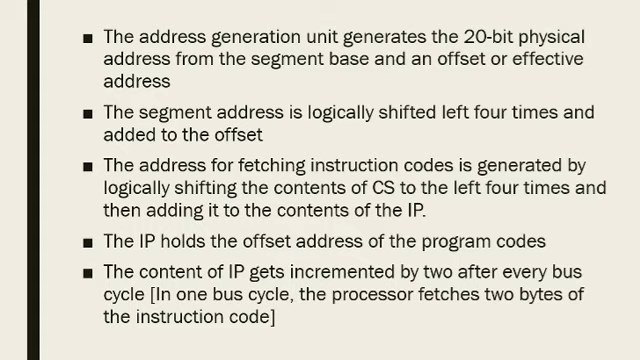 ■ The address generation unit generates the 20-bit physical
address from the segment base and an offset or effective
address
■ The segment address is logically shifted left four times and
added to the offset
■ The address for fetching instruction codes is generated by
logically shifting the contents of CS to the left four times and
then adding it to the contents of the IP.
■ The IP holds the offset address of the program codes
■ The content of IP gets incremented by two after every bus
cycle [In one bus cycle, the processor fetches two bytes of
the instruction code]